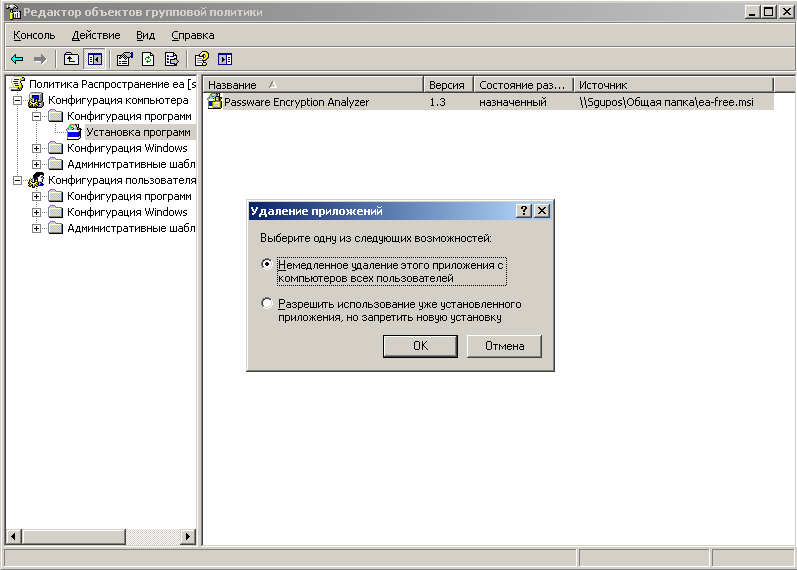 Редактор объектов групповой политики
Консоль Действие Вид Справка
Политика Распространение ea [s
Конфигурация компьютера
Конфигурация программ
Установка программ
Конфигурация Windows
Административные шабл
Конфигурация пользователя
Конфигурация программ
Конфигурация Windows
Административные шабл
Название Версия Состояние раз... Источник
Passware Encryption Analyzer 1.3 назначенный \\Sgupos\Общая папка\ea-free.msi
Удаление приложений
Выберите одну из следующих возможностей:
Немедленное удаление этого приложения с
компьютеров всех пользователей
Разрешить использование уже установленного
приложения, но запретить новую установку
OK Отмена